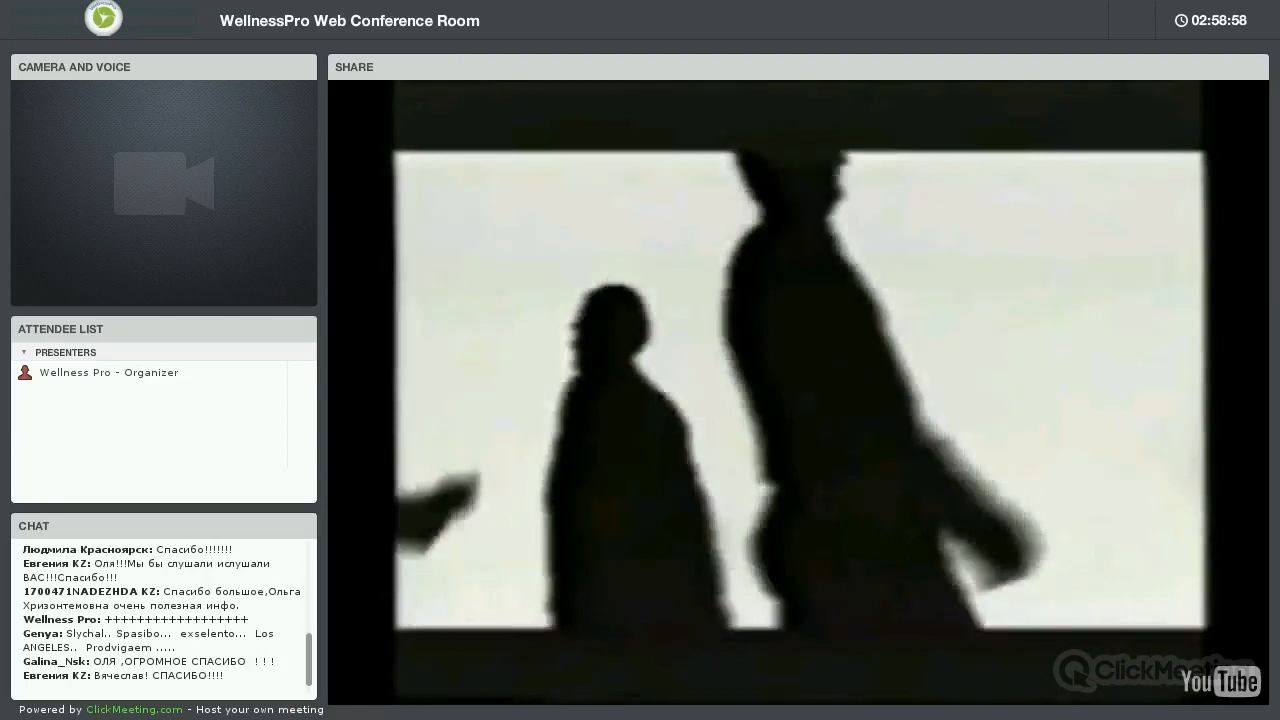 WellnessPro Web Conference Room
02:58:58
CAMERA AND VOICE
SHARE
ATTENDEE LIST
PRESENTERS
Wellness Pro - Organizer
CHAT
Людмила Красноярск: Спасибо!!!!!!!
Евгения KZ: Оля!!!Мы бы слушали ислушали
ВАС!!!Спасибо!!!
1700471NADEZHDA KZ: Спасибо большое,Ольга
Хризонтемовна очень полезная инфо.
Wellness Pro: ++++++++++++++++++
Genya: Slychal.. Spasibo... exselento... Los
ANGELES.. Prodvigaem .....
Galina_Nsk: ОЛЯ ,ОГРОМНОЕ СПАСИБО ! ! !
Евгения KZ: Вячеслав! СПАСИБО!!!!
ClickMeeting
YouTube
Powered by ClickMeeting.com - Host your own meeting